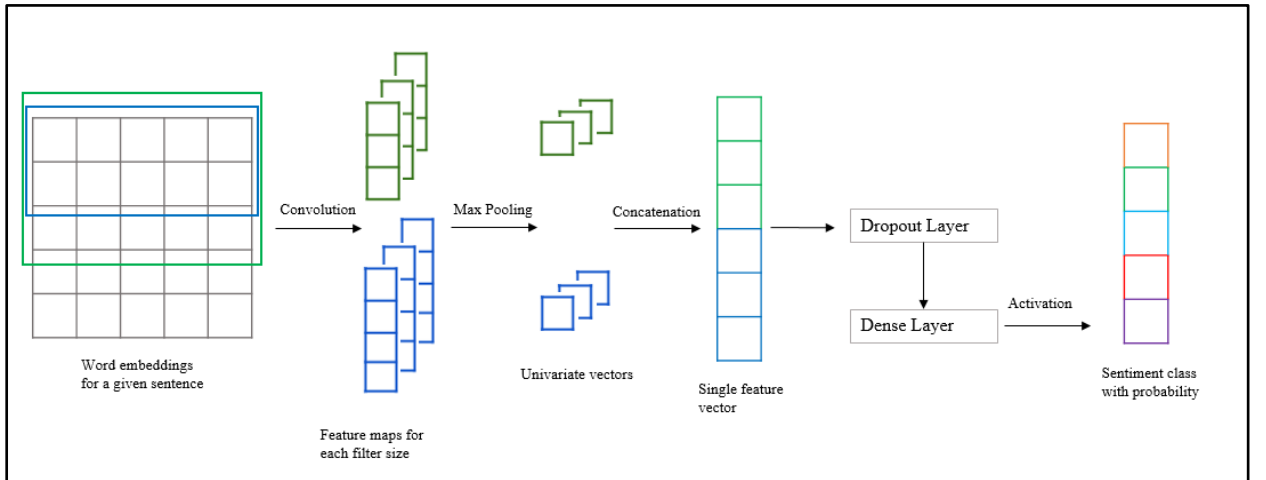 Convolution
Max Pooling
Concatenation
Dropout Layer
Dense Layer
Activation
Word embeddings
for a given sentence
Feature maps for
each filter size
Univariate vectors
Single feature
vector
Sentiment class
with probability